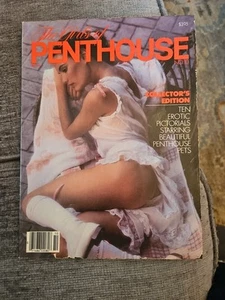 The Girls of
PENTHOUSE
COLLECTOR'S
EDITION
TEN
EROTIC
PICTORIALS
STARRING
BEAUTIFUL
PENTHOUSE
PETS